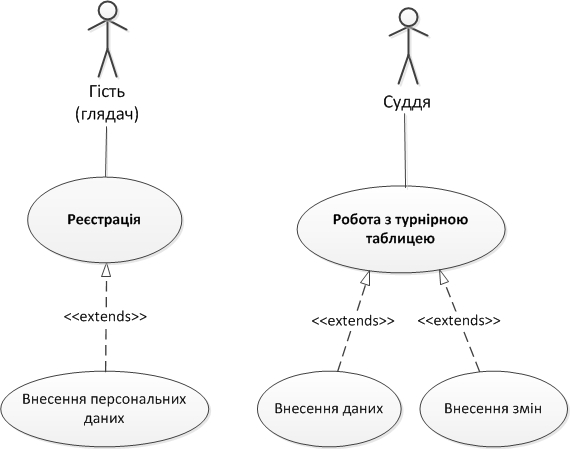 Гість
(глядач)
Суддя
Реєстрація
Робота з турнірною
таблицею
<<extends>>
<<extends>>
<<extends>>
Внесення персональних
даних
Внесення даних
Внесення змін